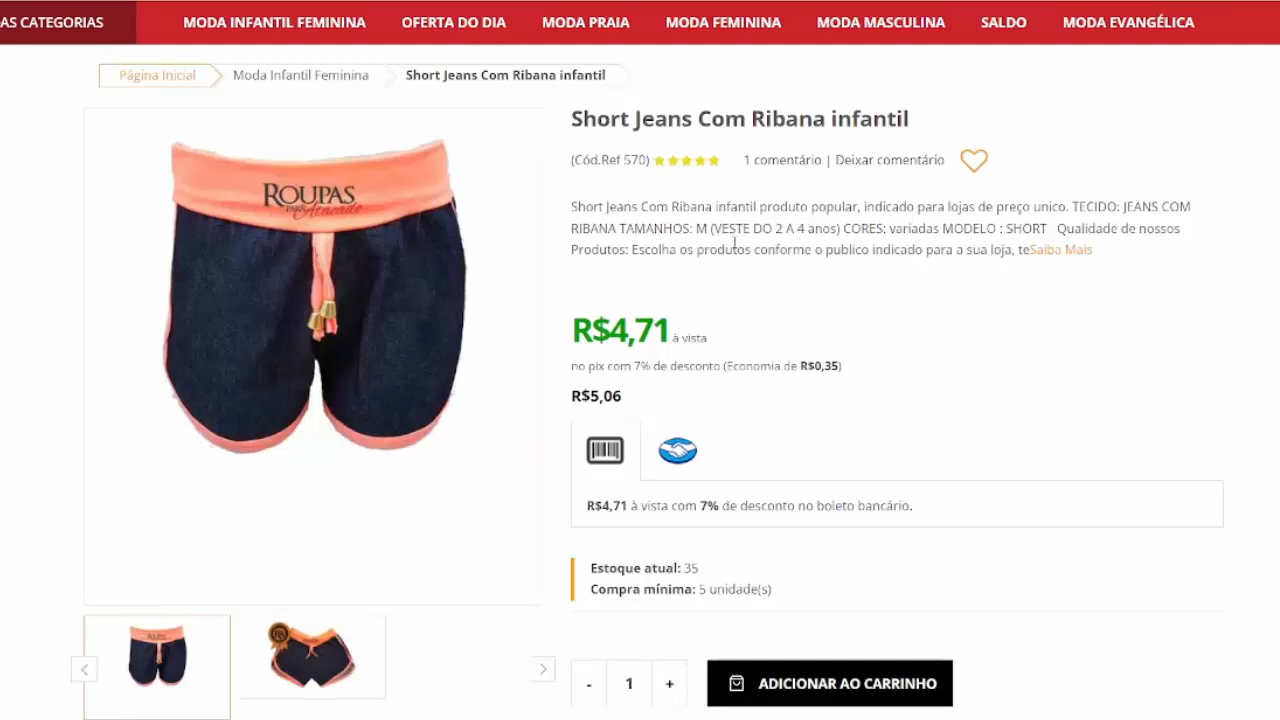 AS CATEGORIAS
MODA INFANTIL FEMININA
OFERTA DO DIA
MODA PRAIA
MODA FEMININA
MODA MASCULINA
SALDO
MODA EVANGÉLICA
Página Inicial
Moda Infantil Feminina
Short Jeans Com Ribana infantil
ROUPAS
PARA Atacado
Short Jeans Com Ribana infantil
(Cód.Ref 570)
1 comentário | Deixar comentário
Short Jeans Com Ribana infantil produto popular, indicado para lojas de preço unico. TECIDO: JEANS COM
RIBANA TAMANHOS: M (VESTE DO 2 A 4 anos) CORES: variadas MODELO : SHORT Qualidade de nossos
Produtos: Escolha os produtos conforme o publico indicado para a sua loja, teSaiba Mais
R$4,71 à vista
no pix com 7% de desconto (Economia de R$0,35)
R$5,06
R$4,71 à vista com 7% de desconto no boleto bancário.
Estoque atual: 35
Compra mínima: 5 unidade(s)
- 1 +
ADICIONAR AO CARRINHO